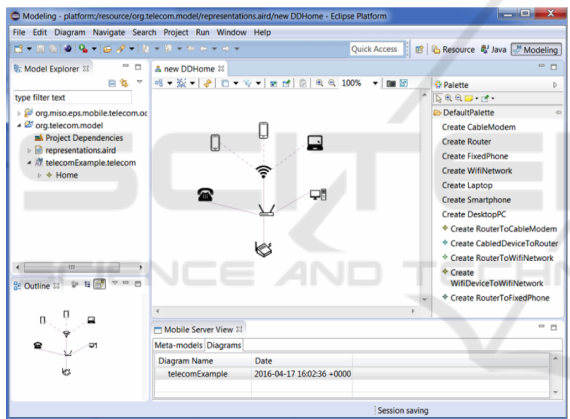 Modeling - platform:/resource/org.telecom.model/representations.aird/new DDHome - Eclipse Platform
File Edit Diagram Navigate Search Project Run Window Help
Quick Access
Resource Java Modeling
Model Explorer
type filter text
org.miso.eps.mobile.telecom.oc
org.telecom.model
Project Dependencies
representations.aird
telecomExample.telecom
Home
Outline
new DDHome
100%
Palette
DefaultPalette
Create CableModem
Create Router
Create FixedPhone
Create WifiNetwork
Create Laptop
Create Smartphone
Create DesktopPC
Create RouterToCableModem
Create CabledDeviceToRouter
Create RouterToWifiNetwork
Create
WifiDeviceToWifiNetwork
Create RouterToFixedPhone
Mobile Server View
Meta-models Diagrams
Diagram Name Date
telecomExample 2016-04-17 16:02:36 +0000
Session saving
SCITE
SCIENCE AND TECHN